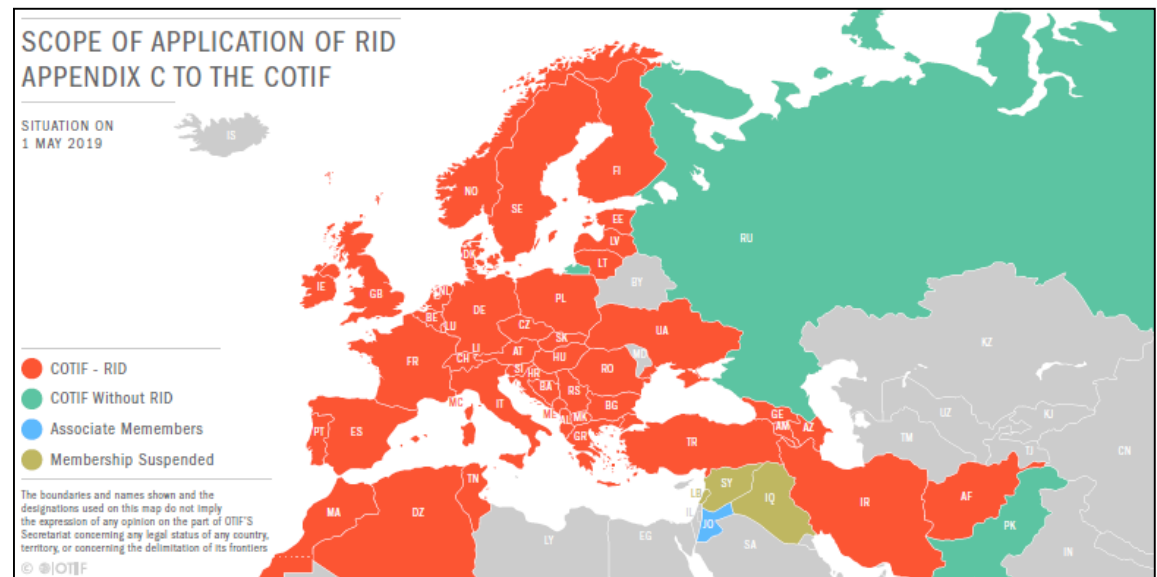 SCOPE OF APPLICATION OF RID
APPENDIX C TO THE COTIF
SITUATION ON
1 MAY 2019
IS
NO
SE
FI
RU
EE
LV
LT
DK
IE
GB
NL
BE
LU
DE
PL
BY
CZ
SK
UA
KZ
FR
CH
LI
AT
HU
MD
RO
SI
HR
BA
RS
BG
MC
IT
ME
AL
MK
GR
PT
ES
TR
GE
AM
AZ
UZ
TM
KJ
TJ
CN
COTIF - RID
COTIF Without RID
Associate Memembers
Membership Suspended
The boundaries and names shown and the
designations used on this map do not imply
the expression of any opinion on the part of OTIF'S
Secretariat concerning any legal status of any country,
territory, or concerning the delimitation of its frontiers
© OTIF
MA
DZ
TN
LY
EG
LB
IL
SY
JO
IQ
SA
IR
AF
PK
IN